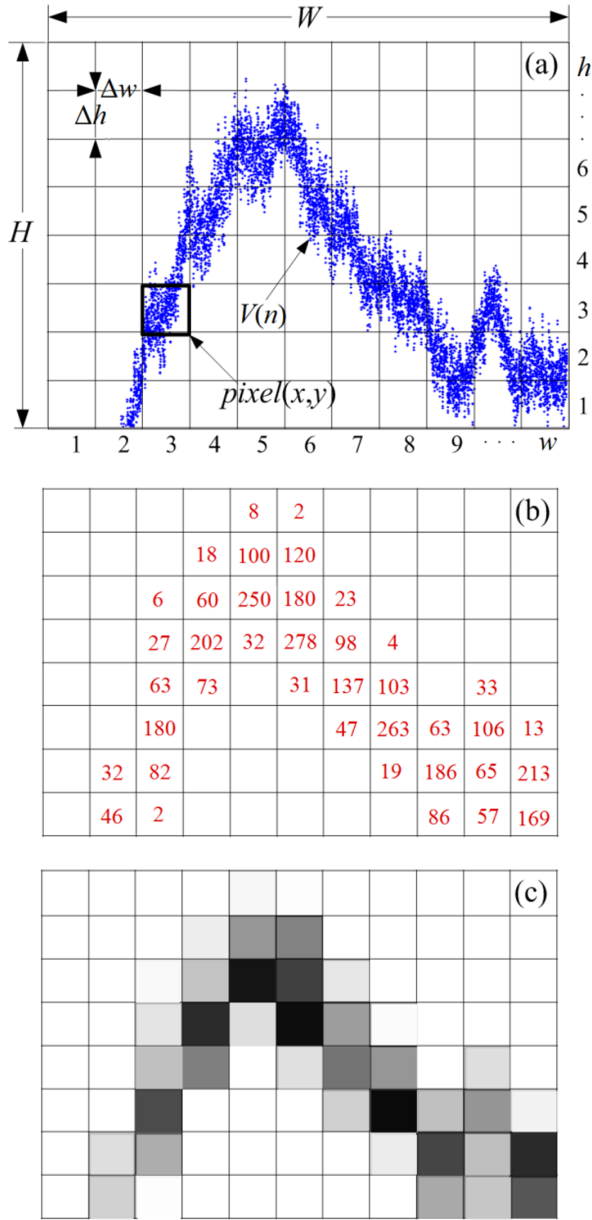 W
(a)
h
Δw
Δh
·
·
6
5
H
4
V(n)
3
pixel(x,y)
2
1
1 2 3 4 5 6 7 8 9 · · · w
8 2 (b)
18 100 120
6 60 250 180 23
27 202 32 278 98 4
63 73 31 137 103 33
180 47 263 63 106 13
32 82 19 186 65 213
46 2 86 57 169
(c)